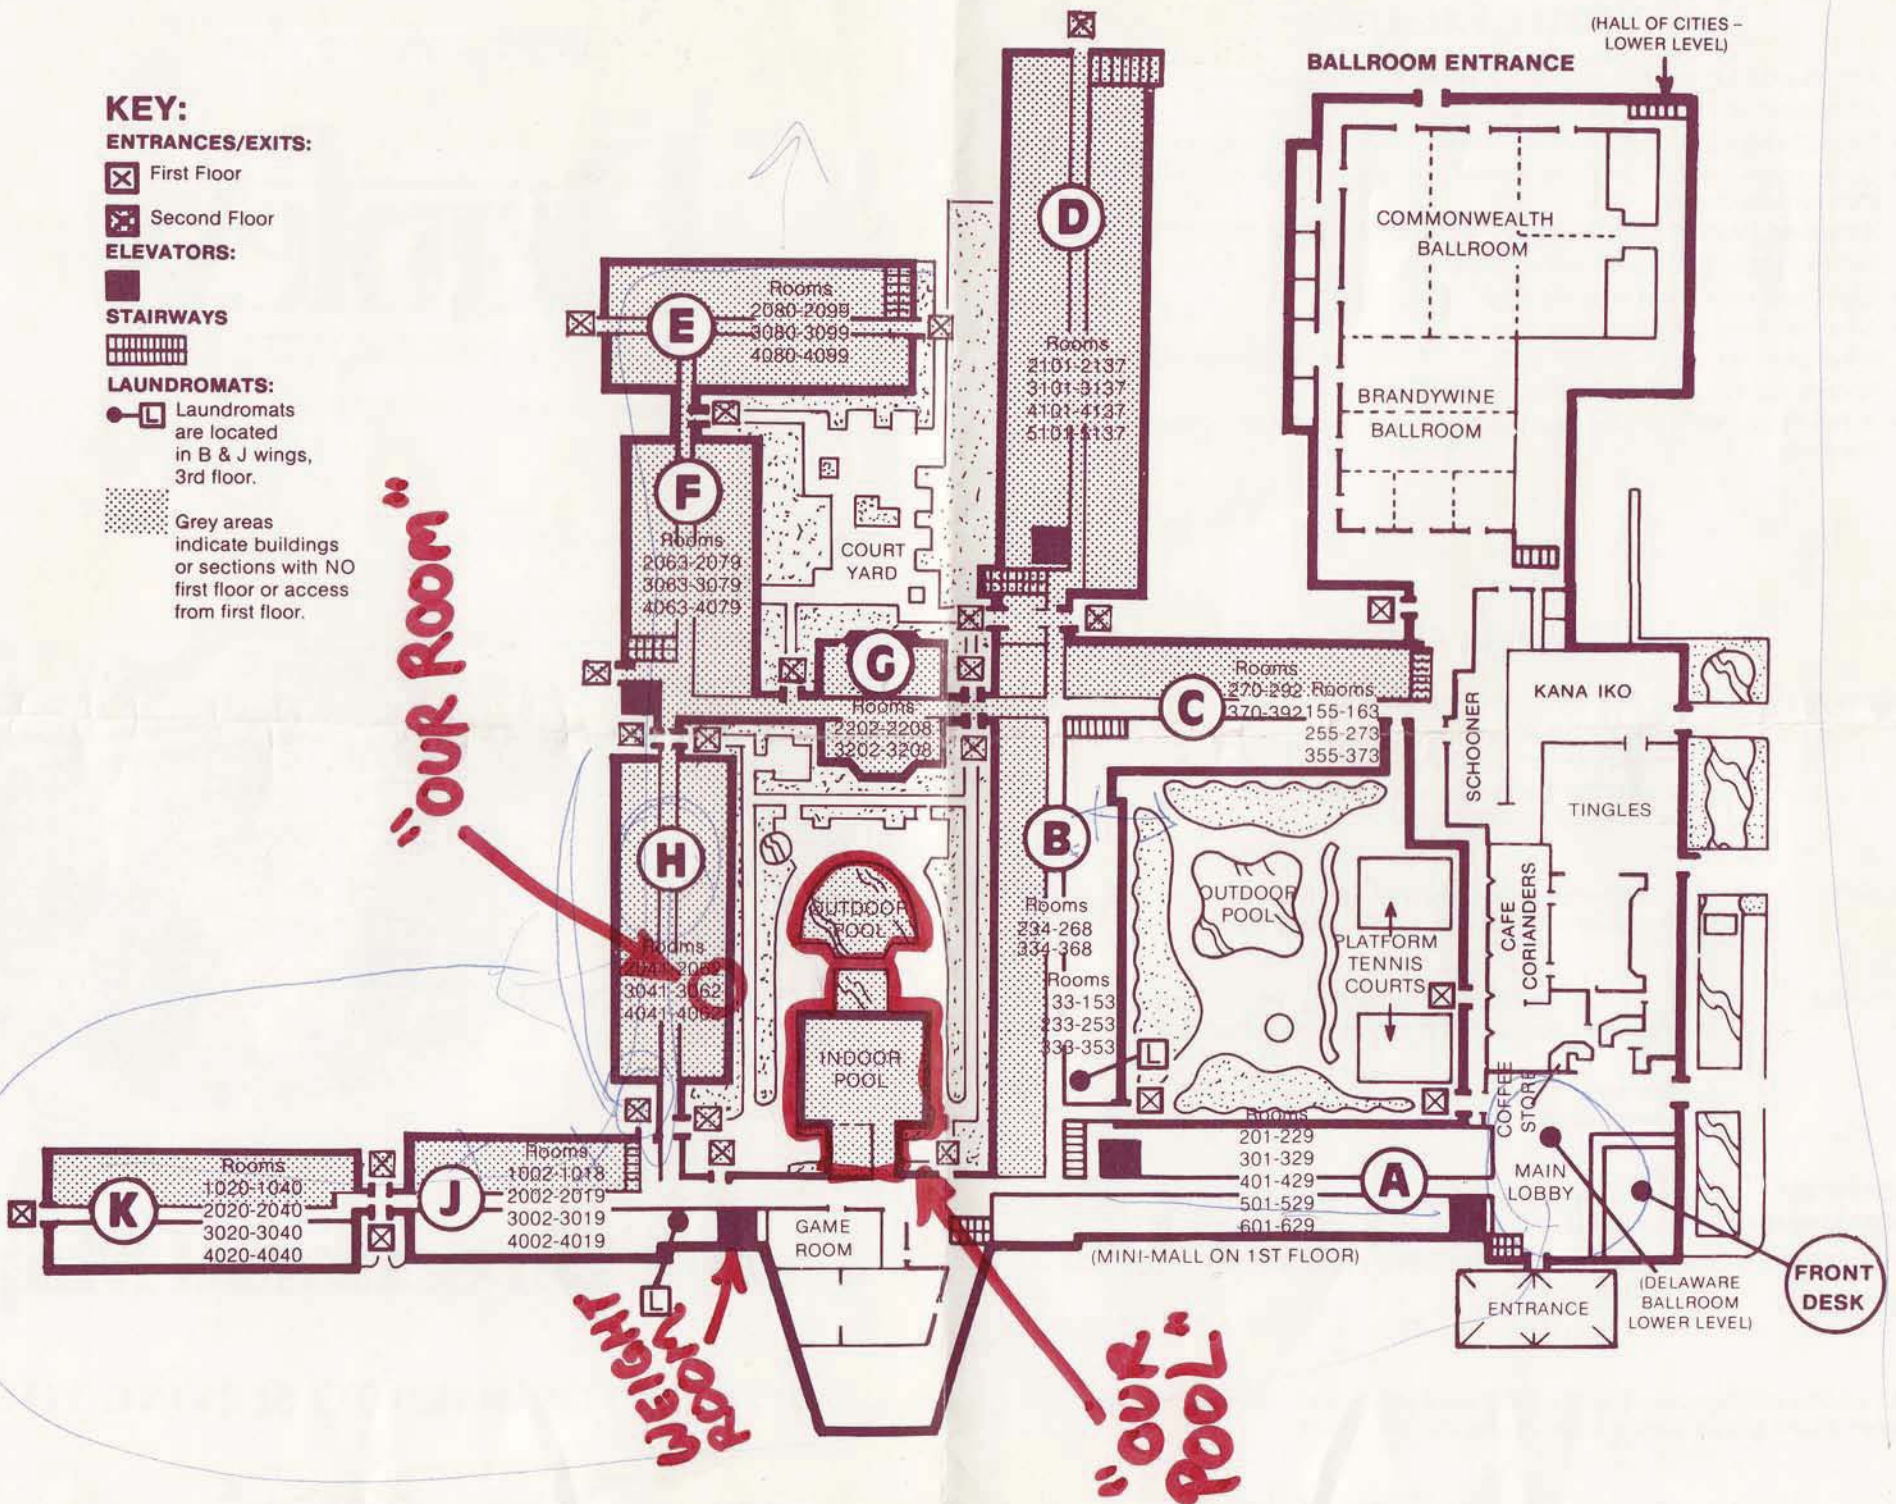 KEY:
ENTRANCES/EXITS:
First Floor
Second Floor
ELEVATORS:
STAIRWAYS
LAUNDROMATS:
L
Laundromats
are located
in B & J wings,
3rd floor.
Grey areas
indicate buildings
or sections with NO
first floor or access
from first floor.
(HALL OF CITIES –
LOWER LEVEL)
BALLROOM ENTRANCE
COMMONWEALTH
BALLROOM
BRANDYWINE
BALLROOM
D
Rooms
2101-2137
3101-3137
4101-4137
5101-5137
E
Rooms
2080-2099
3080-3099
4080-4099
F
Rooms
2063-2079
3063-3079
4063-4079
COURT
YARD
G
Rooms
2202-2208
3202-3208
C
Rooms
270-292
370-392
Rooms
155-163
255-273
355-373
SCHOONER
KANA IKO
TINGLES
CAFE
CORIANDERS
"OUR ROOM"
H
Rooms
2041-2062
3041-3062
4041-4062
OUTDOOR
POOL
INDOOR
POOL
B
Rooms
234-268
334-368
Rooms
133-153
233-253
333-353
L
OUTDOOR
POOL
PLATFORM
TENNIS
COURTS
COFFEE
STORE
MAIN
LOBBY
A
Rooms
201-229
301-329
401-429
501-529
601-629
(MINI-MALL ON 1ST FLOOR)
K
Rooms
1020-1040
2020-2040
3020-3040
4020-4040
J
Rooms
1002-1018
2002-2019
3002-3019
4002-4019
L
GAME
ROOM
WEIGHT
ROOM
"OUR
POOL"
ENTRANCE
(DELAWARE
BALLROOM
LOWER LEVEL)
FRONT
DESK